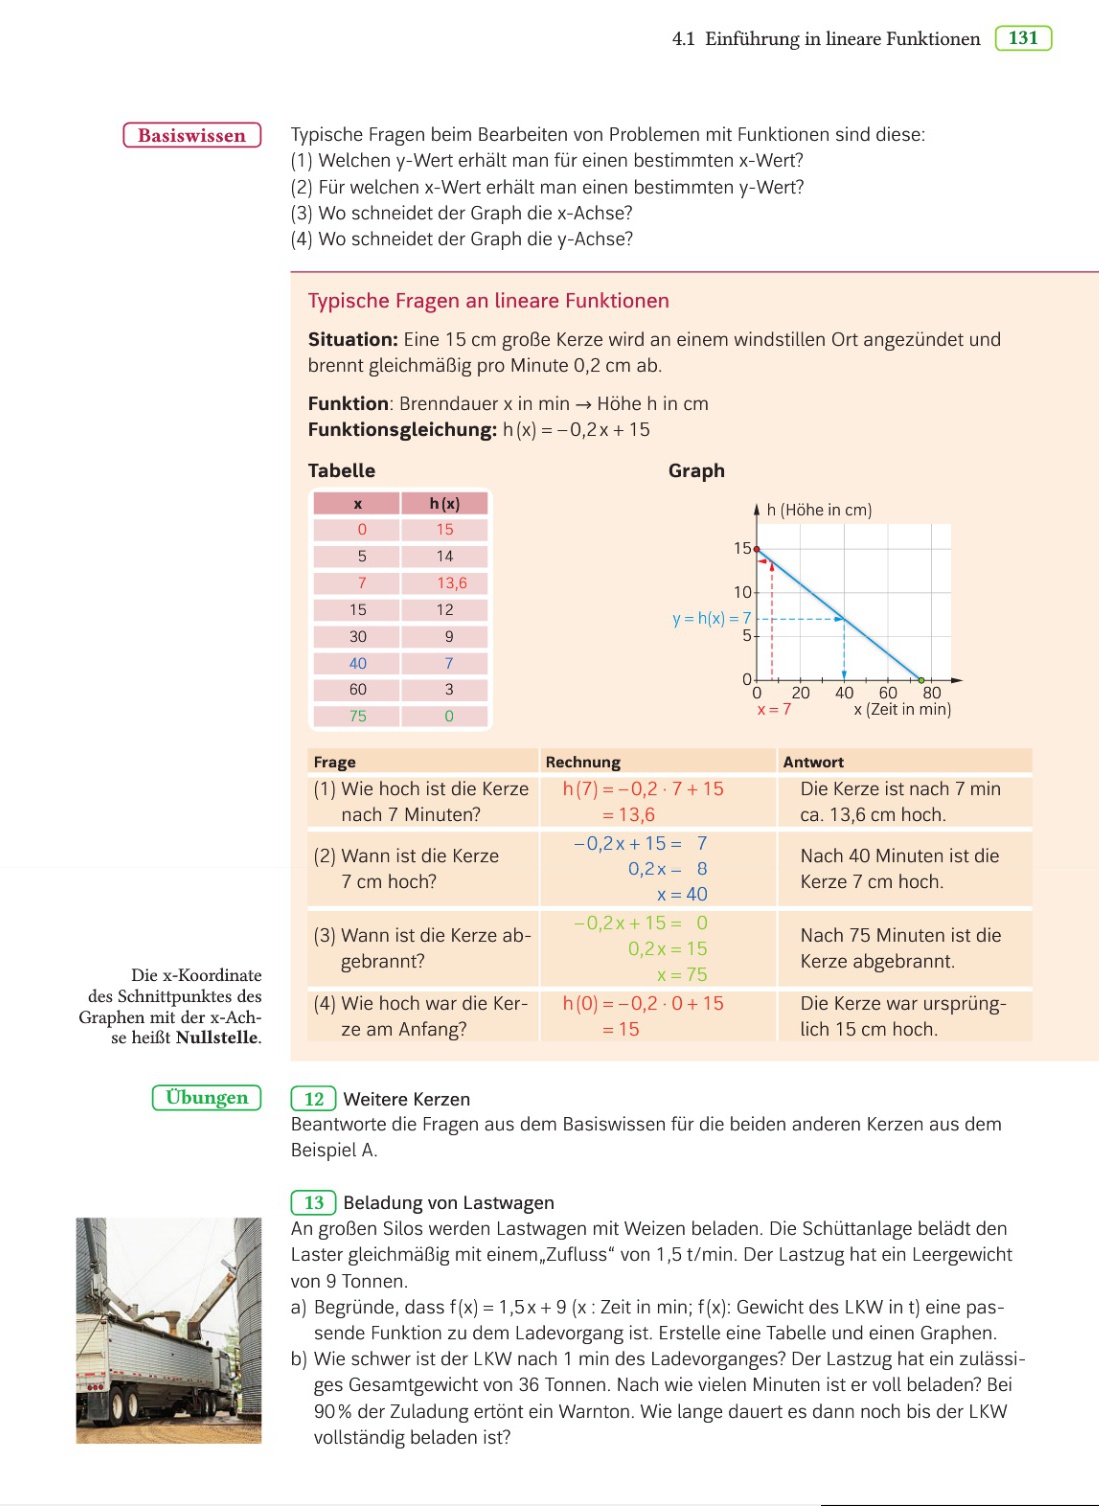 4.1 Einführung in lineare Funktionen 131
Basiswissen
Typische Fragen beim Bearbeiten von Problemen mit Funktionen sind diese:
(1) Welchen y-Wert erhält man für einen bestimmten x-Wert?
(2) Für welchen x-Wert erhält man einen bestimmten y-Wert?
(3) Wo schneidet der Graph die x-Achse?
(4) Wo schneidet der Graph die y-Achse?
Typische Fragen an lineare Funktionen
Situation: Eine 15 cm große Kerze wird an einem windstillen Ort angezündet und
brennt gleichmäßig pro Minute 0,2 cm ab.
Funktion: Brenndauer x in min → Höhe h in cm
Funktionsgleichung: h(x) = −0,2x + 15
Tabelle
x h(x)
0 15
5 14
7 13,6
15 12
30 9
40 7
60 3
75 0
Graph
h (Höhe in cm)
15
10
y = h(x) = 7
5
0
0 20 40 60 80
x = 7 x (Zeit in min)
Frage Rechnung Antwort
(1) Wie hoch ist die Kerze h(7) = −0,2 · 7 + 15 Die Kerze ist nach 7 min
nach 7 Minuten? = 13,6 ca. 13,6 cm hoch.
−0,2x + 15 = 7
(2) Wann ist die Kerze 0,2x − 8 Nach 40 Minuten ist die
7 cm hoch? x = 40 Kerze 7 cm hoch.
−0,2x + 15 = 0
(3) Wann ist die Kerze ab- 0,2x = 15 Nach 75 Minuten ist die
gebrannt? x = 75 Kerze abgebrannt.
(4) Wie hoch war die Ker- h(0) = −0,2 · 0 + 15 Die Kerze war ursprüng-
ze am Anfang? = 15 lich 15 cm hoch.
Die x-Koordinate
des Schnittpunktes des
Graphen mit der x-Ach-
se heißt Nullstelle.
Übungen
12 Weitere Kerzen
Beantworte die Fragen aus dem Basiswissen für die beiden anderen Kerzen aus dem
Beispiel A.
13 Beladung von Lastwagen
An großen Silos werden Lastwagen mit Weizen beladen. Die Schüttanlage belädt den
Laster gleichmäßig mit einem„Zufluss“ von 1,5 t/min. Der Lastzug hat ein Leergewicht
von 9 Tonnen.
a) Begründe, dass f(x) = 1,5x + 9 (x : Zeit in min; f(x): Gewicht des LKW in t) eine pas-
sende Funktion zu dem Ladevorgang ist. Erstelle eine Tabelle und einen Graphen.
b) Wie schwer ist der LKW nach 1 min des Ladevorganges? Der Lastzug hat ein zulässi-
ges Gesamtgewicht von 36 Tonnen. Nach wie vielen Minuten ist er voll beladen? Bei
90 % der Zuladung ertönt ein Warnton. Wie lange dauert es dann noch bis der LKW
vollständig beladen ist?